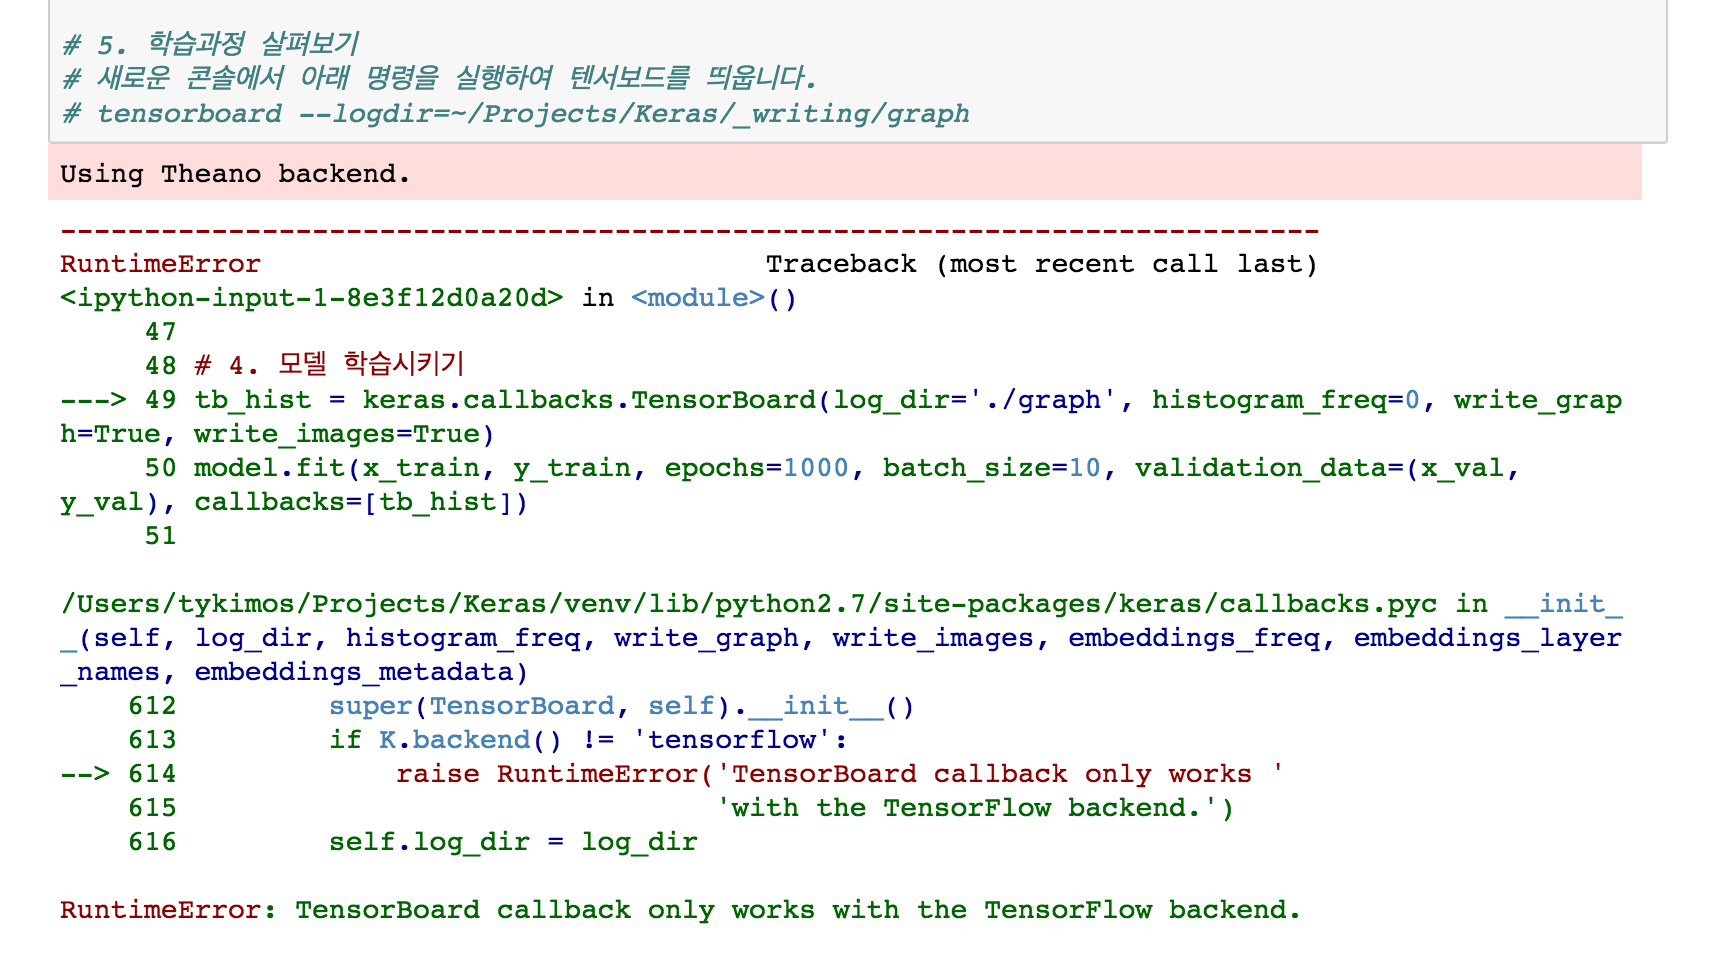 # 5. 학습과정 살펴보기
# 새로운 콘솔에서 아래 명령을 실행하여 텐서보드를 띄웁니다.
# tensorboard --logdir=~/Projects/Keras/_writing/graph
Using Theano backend.
---------------------------------------------------------------------------
RuntimeError                              Traceback (most recent call last)
<ipython-input-1-8e3f12d0a20d> in <module>()
     47
     48 # 4. 모델 학습시키기
---> 49 tb_hist = keras.callbacks.TensorBoard(log_dir='./graph', histogram_freq=0, write_grap
h=True, write_images=True)
     50 model.fit(x_train, y_train, epochs=1000, batch_size=10, validation_data=(x_val,
y_val), callbacks=[tb_hist])
     51
/Users/tykimos/Projects/Keras/venv/lib/python2.7/site-packages/keras/callbacks.pyc in __init_
_(self, log_dir, histogram_freq, write_graph, write_images, embeddings_freq, embeddings_layer
_names, embeddings_metadata)
    612         super(TensorBoard, self).__init__()
    613         if K.backend() != 'tensorflow':
--> 614             raise RuntimeError('TensorBoard callback only works '
    615                                'with the TensorFlow backend.')
    616         self.log_dir = log_dir
RuntimeError: TensorBoard callback only works with the TensorFlow backend.